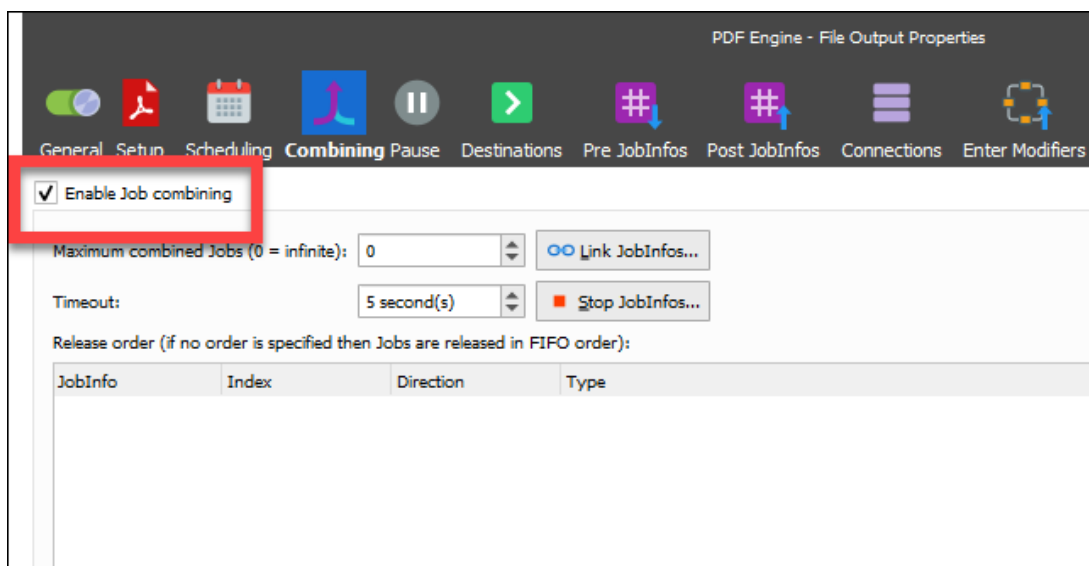 PDF Engine - File Output Properties
General Setup Scheduling Combining Pause Destinations Pre JobInfos Post JobInfos Connections Enter Modifiers
Enable Job combining
Maximum combined Jobs (0 = infinite): 0 Link JobInfos...
Timeout: 5 second(s) Stop JobInfos...
Release order (if no order is specified then Jobs are released in FIFO order):
JobInfo Index Direction Type